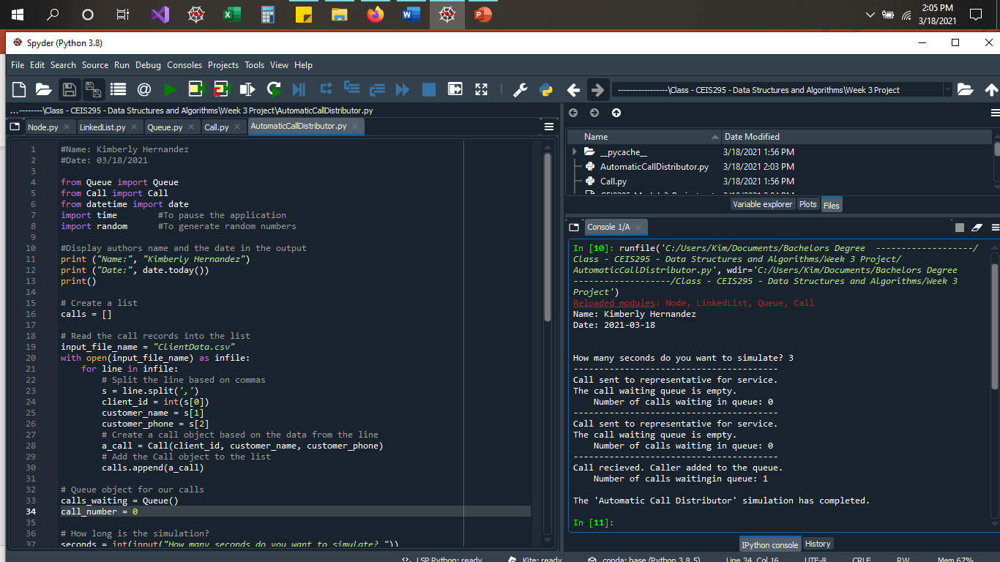 2:05 PM
3/18/2021
Spyder (Python 3.8)
File Edit Search Source Run Debug Consoles Projects Tools View Help
-----------------\Class - CEIS295 - Data Structures and Algorithms\Week 3 Project
...--------\Class - CEIS295 - Data Structures and Algorithms\Week 3 Project\AutomaticCallDistributor.py
Node.py LinkedList.py Queue.py Call.py AutomaticCallDistributor.py
1 #Name: Kimberly Hernandez
2 #Date: 03/18/2021
3
4 from Queue import Queue
5 from Call import Call
6 from datetime import date
7 import time        #To pause the application
8 import random      #To generate random numbers
9
10 #Display authors name and the date in the output
11 print ("Name:", "Kimberly Hernandez")
12 print ("Date:", date.today())
13 print()
14
15 # Create a list
16 calls = []
17
18 # Read the call records into the list
19 input_file_name = "ClientData.csv"
20 with open(input_file_name) as infile:
21     for line in infile:
22         # Split the line based on commas
23         s = line.split(',')
24         client_id = int(s[0])
25         customer_name = s[1]
26         customer_phone = s[2]
27         # Create a call object based on the data from the line
28         a_call = Call(client_id, customer_name, customer_phone)
29         # Add the Call object to the list
30         calls.append(a_call)
31
32 # Queue object for our calls
33 calls_waiting = Queue()
34 call_number = 0
35
36 # How long is the simulation?
37 seconds = int(input("How many seconds do you want to simulate? "))
Name Date Modified
__pycache__ 3/18/2021 1:56 PM
AutomaticCallDistributor.py 3/18/2021 2:03 PM
Call.py 3/18/2021 1:56 PM
Variable explorer Plots Files
Console 1/A
In [10]: runfile('C:/Users/Kim/Documents/Bachelors Degree  -------------------/
Class - CEIS295 - Data Structures and Algorithms/Week 3 Project/
AutomaticCallDistributor.py', wdir='C:/Users/Kim/Documents/Bachelors Degree
-------------------/Class - CEIS295 - Data Structures and Algorithms/Week 3
Project')
Reloaded modules: Node, LinkedList, Queue, Call
Name: Kimberly Hernandez
Date: 2021-03-18
How many seconds do you want to simulate? 3
----------------------------------------
Call sent to representative for service.
The call waiting queue is empty.
    Number of calls waiting in queue: 0
----------------------------------------
Call sent to representative for service.
The call waiting queue is empty.
    Number of calls waiting in queue: 0
----------------------------------------
Call recieved. Caller added to the queue.
    Number of calls waitingin queue: 1
The 'Automatic Call Distributor' simulation has completed.
In [11]:
IPython console History
LSP Python: ready Kite: ready conda: base (Python 3.8.5) Line 34, Col 16 UTF-8 CRLF RW Mem 67%